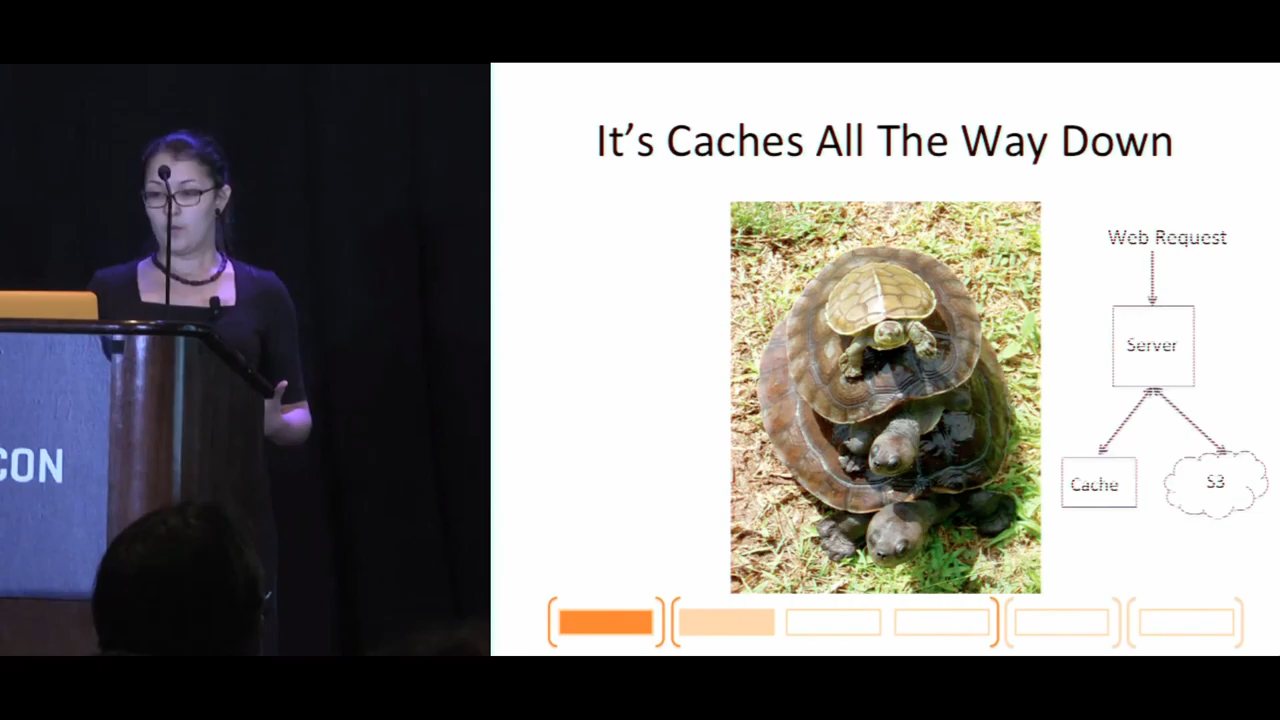 It's Caches All The Way Down
Web Request
Server
Cache
S3
CON